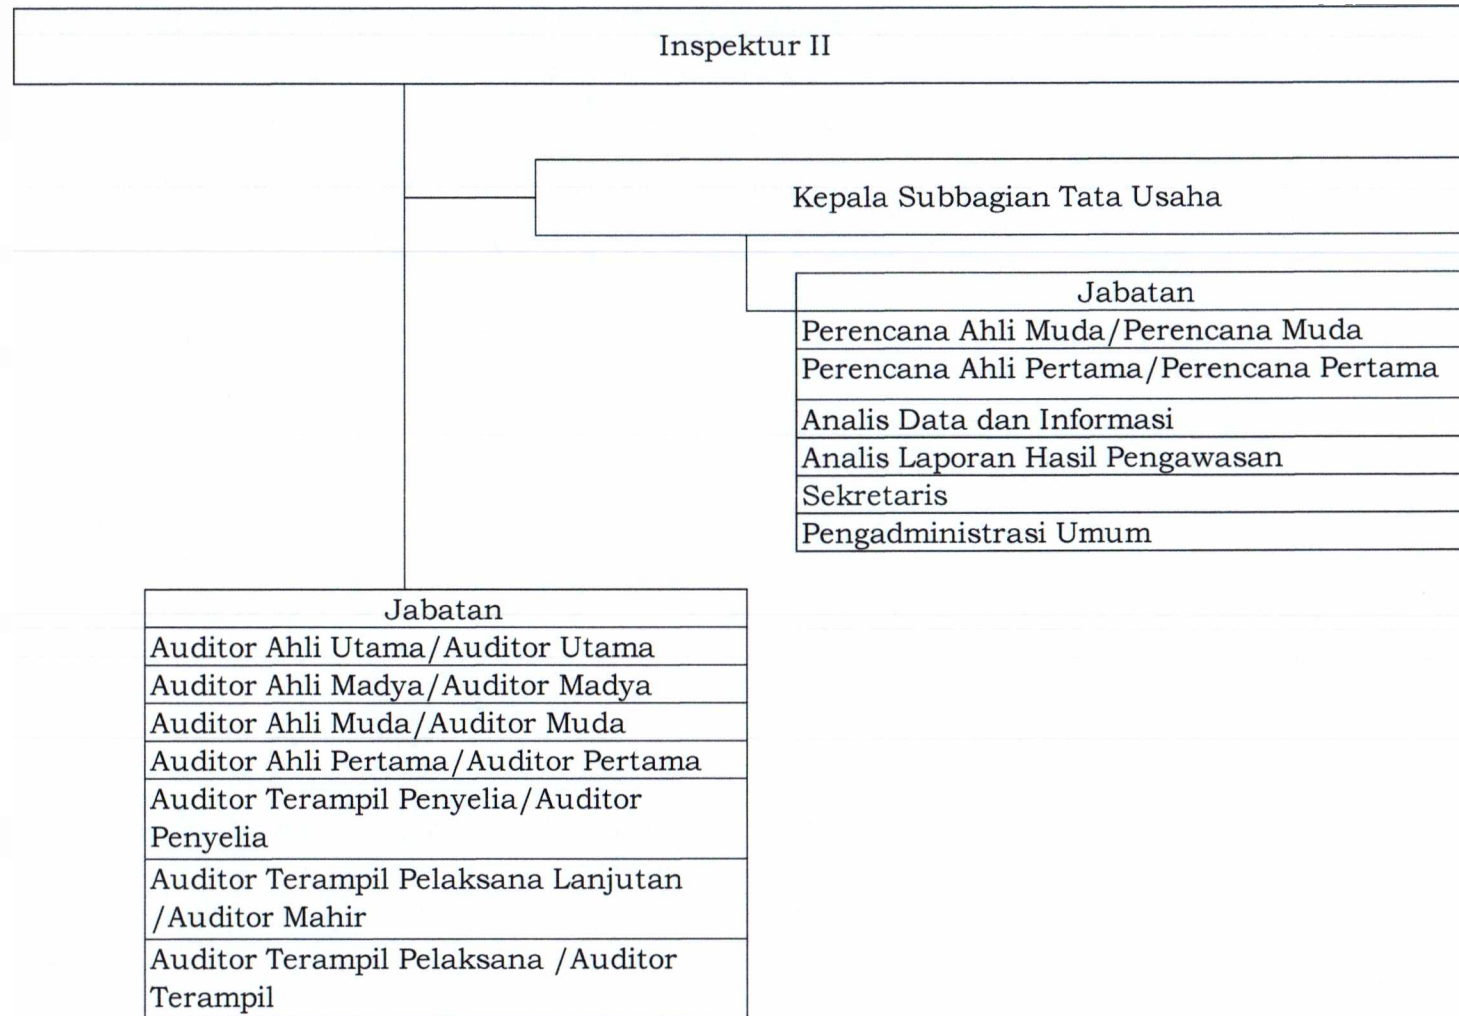 Inspektur II
Kepala Subbagian Tata Usaha
Jabatan
Perencana Ahli Muda/Perencana Muda
Perencana Ahli Pertama/Perencana Pertama
Analis Data dan Informasi
Analis Laporan Hasil Pengawasan
Sekretaris
Pengadministrasi Umum
Jabatan
Auditor Ahli Utama/Auditor Utama
Auditor Ahli Madya/Auditor Madya
Auditor Ahli Muda/Auditor Muda
Auditor Ahli Pertama/Auditor Pertama
Auditor Terampil Penyelia/Auditor
Penyelia
Auditor Terampil Pelaksana Lanjutan
/Auditor Mahir
Auditor Terampil Pelaksana /Auditor
Terampil